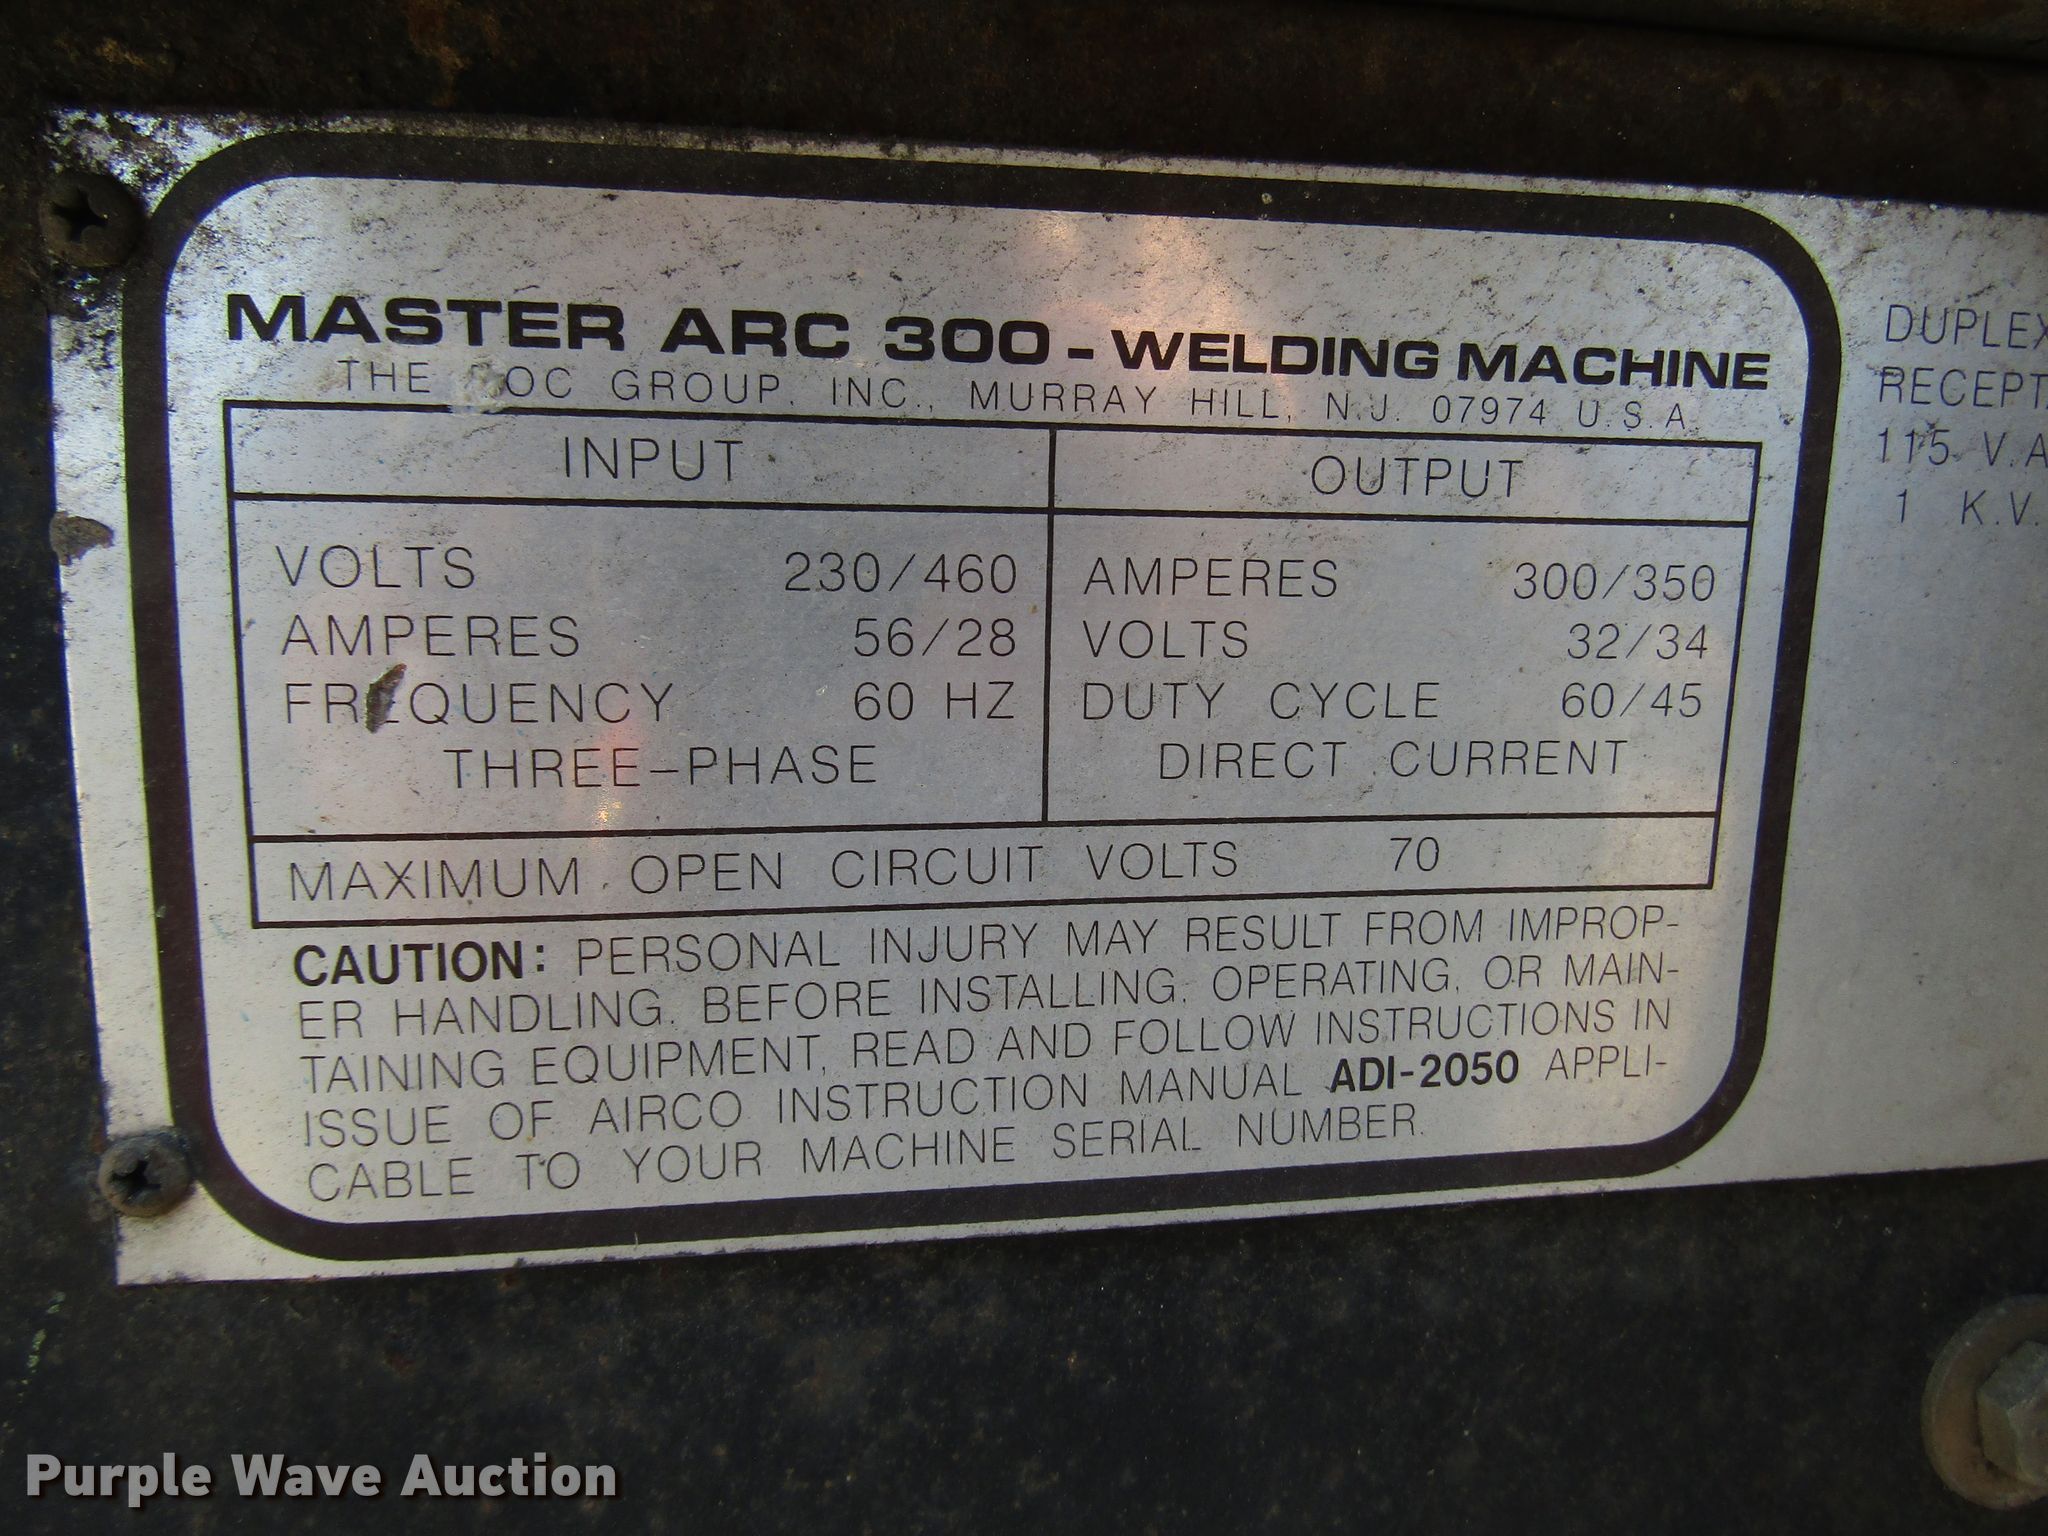 MASTER ARC 300 - WELDING MACHINE
THE BOC GROUP, INC., MURRAY HILL, N.J. 07974 U.S.A.
INPUT
VOLTS 230/460
AMPERES 56/28
FREQUENCY 60 HZ
THREE-PHASE
OUTPUT
AMPERES 300/350
VOLTS 32/34
DUTY CYCLE 60/45
DIRECT CURRENT
MAXIMUM OPEN CIRCUIT VOLTS 70
CAUTION: PERSONAL INJURY MAY RESULT FROM IMPROP-
ER HANDLING. BEFORE INSTALLING, OPERATING, OR MAIN-
TAINING EQUIPMENT, READ AND FOLLOW INSTRUCTIONS IN
ISSUE OF AIRCO INSTRUCTION MANUAL ADI-2050 APPLI-
CABLE TO YOUR MACHINE SERIAL NUMBER.
DUPLEX
RECEPT
115 V.A
1 K.V.
Purple Wave Auction